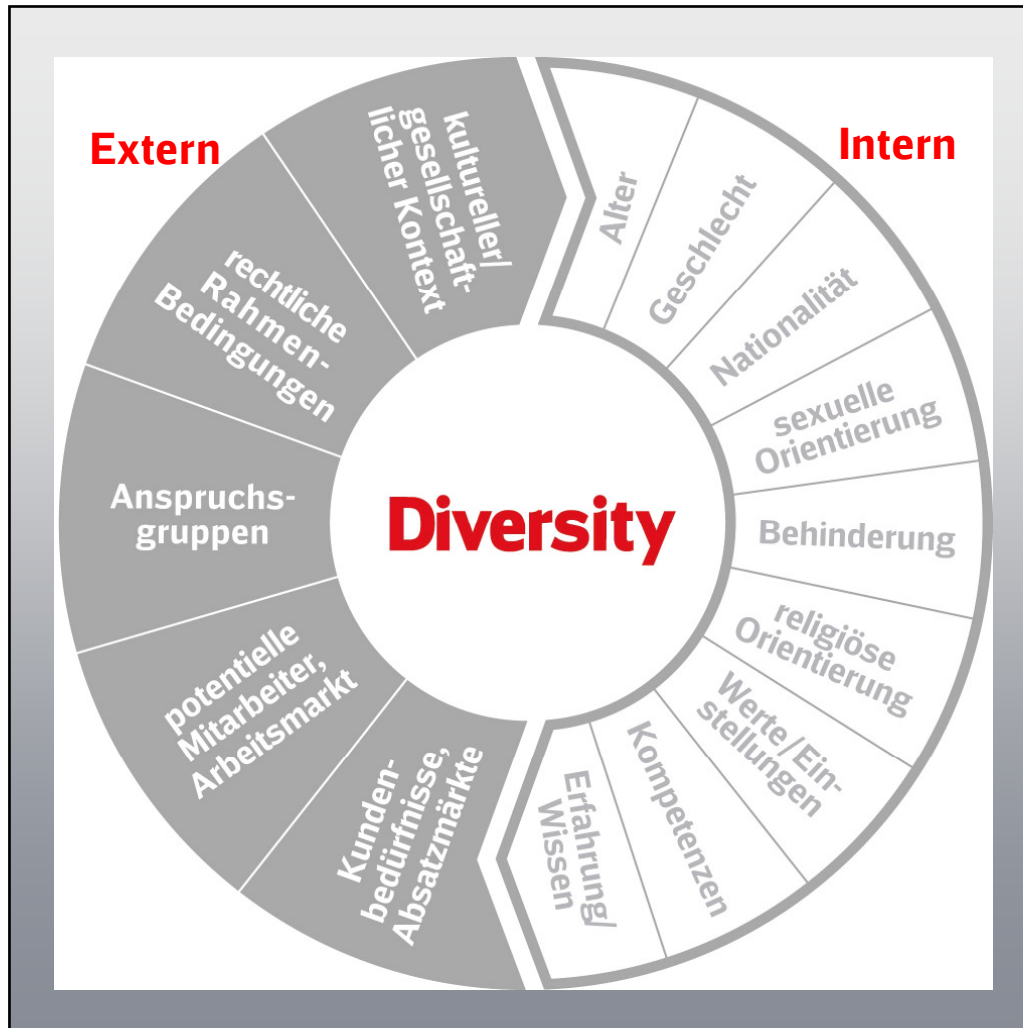 Extern
Intern
kultureller/
gesellschaft-
licher Kontext
rechtliche
Rahmen-
Bedingungen
Anspruchs-
gruppen
potentielle
Mitarbeiter,
Arbeitsmarkt
Kunden-
bedürfnisse,
Absatzmärkte
Diversity
Alter
Geschlecht
Nationalität
sexuelle
Orientierung
Behinderung
religiöse
Orientierung
Werte/Ein-
stellungen
Kompetenzen
Erfahrung/
Wissen